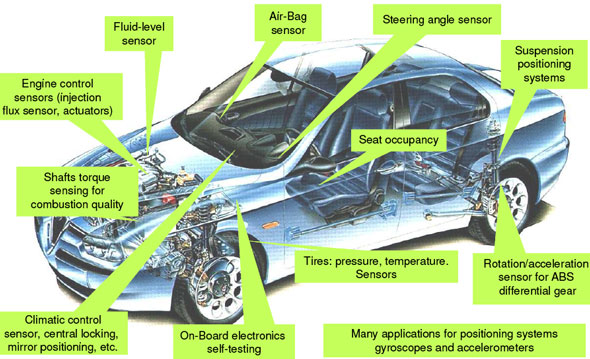 Fluid-level
sensor
Air-Bag
sensor
Steering angle sensor
Suspension
positioning
systems
Engine control
sensors (injection
flux sensor, actuators)
Seat occupancy
Shafts torque
sensing for
combustion quality
Tires: pressure, temperature.
Sensors
Rotation/acceleration
sensor for ABS
differential gear
Climatic control
sensor, central locking,
mirror positioning, etc.
On-Board electronics
self-testing
Many applications for positioning systems
gyroscopes and accelerometers